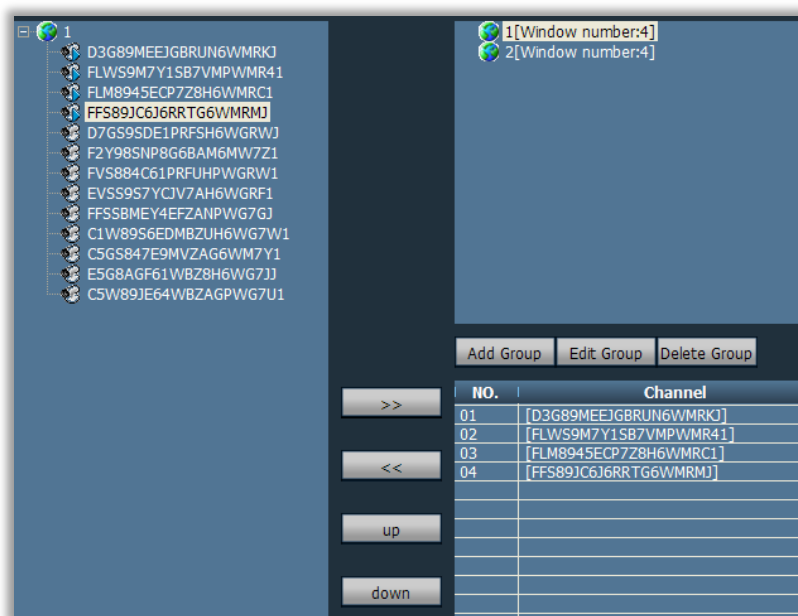 1
D3G89MEEJGBRUN6WMRKJ
FLWS9M7Y1SB7VMPWMR41
FLM8945ECP7Z8H6WMRC1
FFS89JC6J6RRTG6WMRMJ
D7GS9SDE1PRFSH6WGRWJ
F2Y98SNP8G6BAM6MW7Z1
FVS884C61PRFUHPWGRW1
EVSS9S7YCJV7AH6WGRF1
FFSSBMEY4EFZANPWG7GJ
C1W89S6EDMBZUH6WG7W1
C5GS847E9MVZAG6WM7Y1
E5G8AGF61WBZ8H6WG7JJ
C5W89JE64WBZAGPWG7U1
1[Window number:4]
2[Window number:4]
Add Group Edit Group Delete Group
>>
<<
up
down
NO. Channel
01 [D3G89MEEJGBRUN6WMRKJ]
02 [FLWS9M7Y1SB7VMPWMR41]
03 [FLM8945ECP7Z8H6WMRC1]
04 [FFS89JC6J6RRTG6WMRMJ]